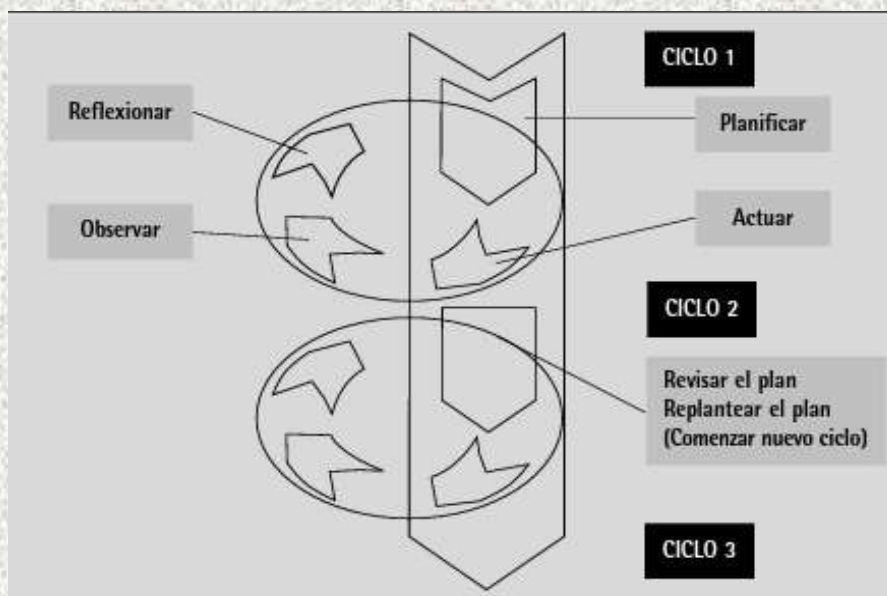 CICLO 1
Reflexionar
Planificar
Observar
Actuar
CICLO 2
Revisar el plan
Replantear el plan
(Comenzar nuevo ciclo)
CICLO 3